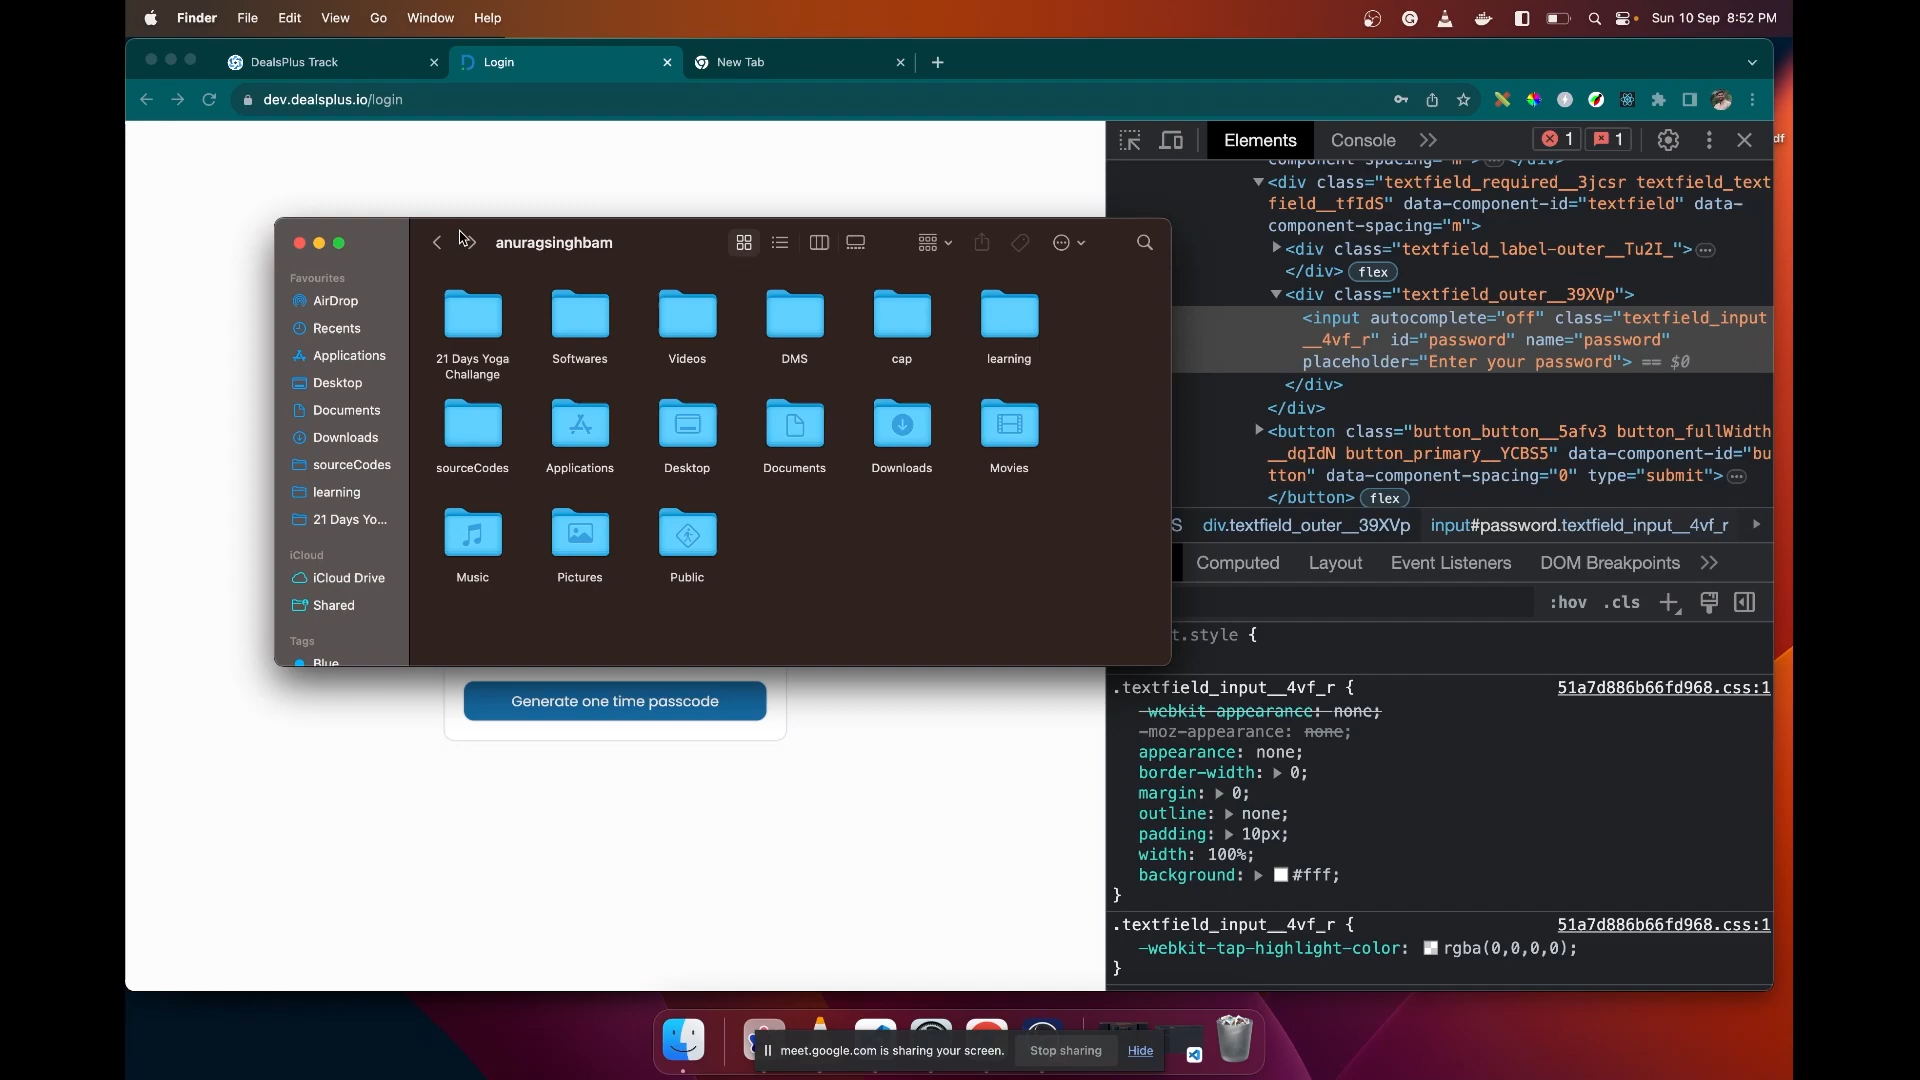 Finder File Edit View Go Window Help
Sun 10 Sep 8:52 PM
DealsPlus Track
Login
New Tab
dev.dealsplus.io/login
df
Elements
Console
1
1
component-spacing="m">…</div>
<div class="textfield_required__3jcsr textfield_text
field__tfIdS" data-component-id="textfield" data-
component-spacing="m">
<div class="textfield_label-outer__Tu2I_">…
</div> flex
<div class="textfield_outer__39XVp">
<input autocomplete="off" class="textfield_input
__4vf_r" id="password" name="password"
placeholder="Enter your password"> == $0
</div>
</div>
<button class="button_button__5afv3 button_fullWidth
__dqIdN button_primary__YCBS5" data-component-id="bu
tton" data-component-spacing="0" type="submit">…
</button> flex
S div.textfield_outer__39XVp input#password.textfield_input__4vf_r
Computed Layout Event Listeners DOM Breakpoints
:hov .cls
t.style {
.textfield_input__4vf_r { 51a7d886b66fd968.css:1
-webkit-appearance: none;
-moz-appearance: none;
appearance: none;
border-width: 0;
margin: 0;
outline: none;
padding: 10px;
width: 100%;
background: #fff;
}
.textfield_input__4vf_r { 51a7d886b66fd968.css:1
-webkit-tap-highlight-color: rgba(0,0,0,0);
}
anuragsinghbam
Favourites
AirDrop
Recents
Applications
Desktop
Documents
Downloads
sourceCodes
learning
21 Days Yo...
iCloud
iCloud Drive
Shared
Tags
Blue
21 Days Yoga
Challange
Softwares
Videos
DMS
cap
learning
sourceCodes
Applications
Desktop
Documents
Downloads
Movies
Music
Pictures
Public
Generate one time passcode
meet.google.com is sharing your screen.
Stop sharing
Hide